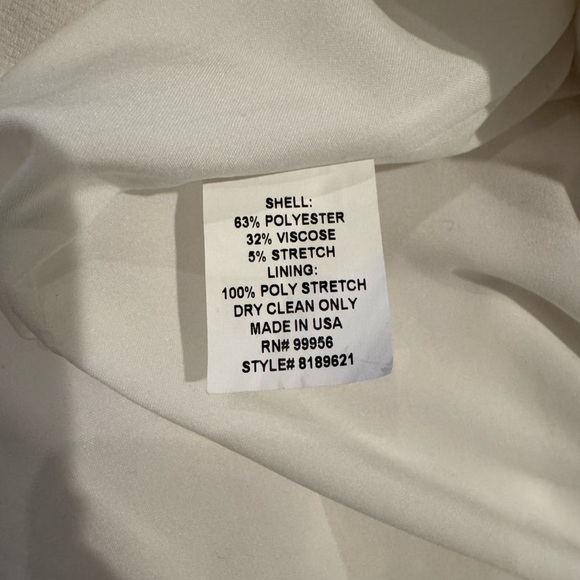 SHELL:
63% POLYESTER
32% VISCOSE
5% STRETCH
LINING:
100% POLY STRETCH
DRY CLEAN ONLY
MADE IN USA
RN# 99956
STYLE# 8189621